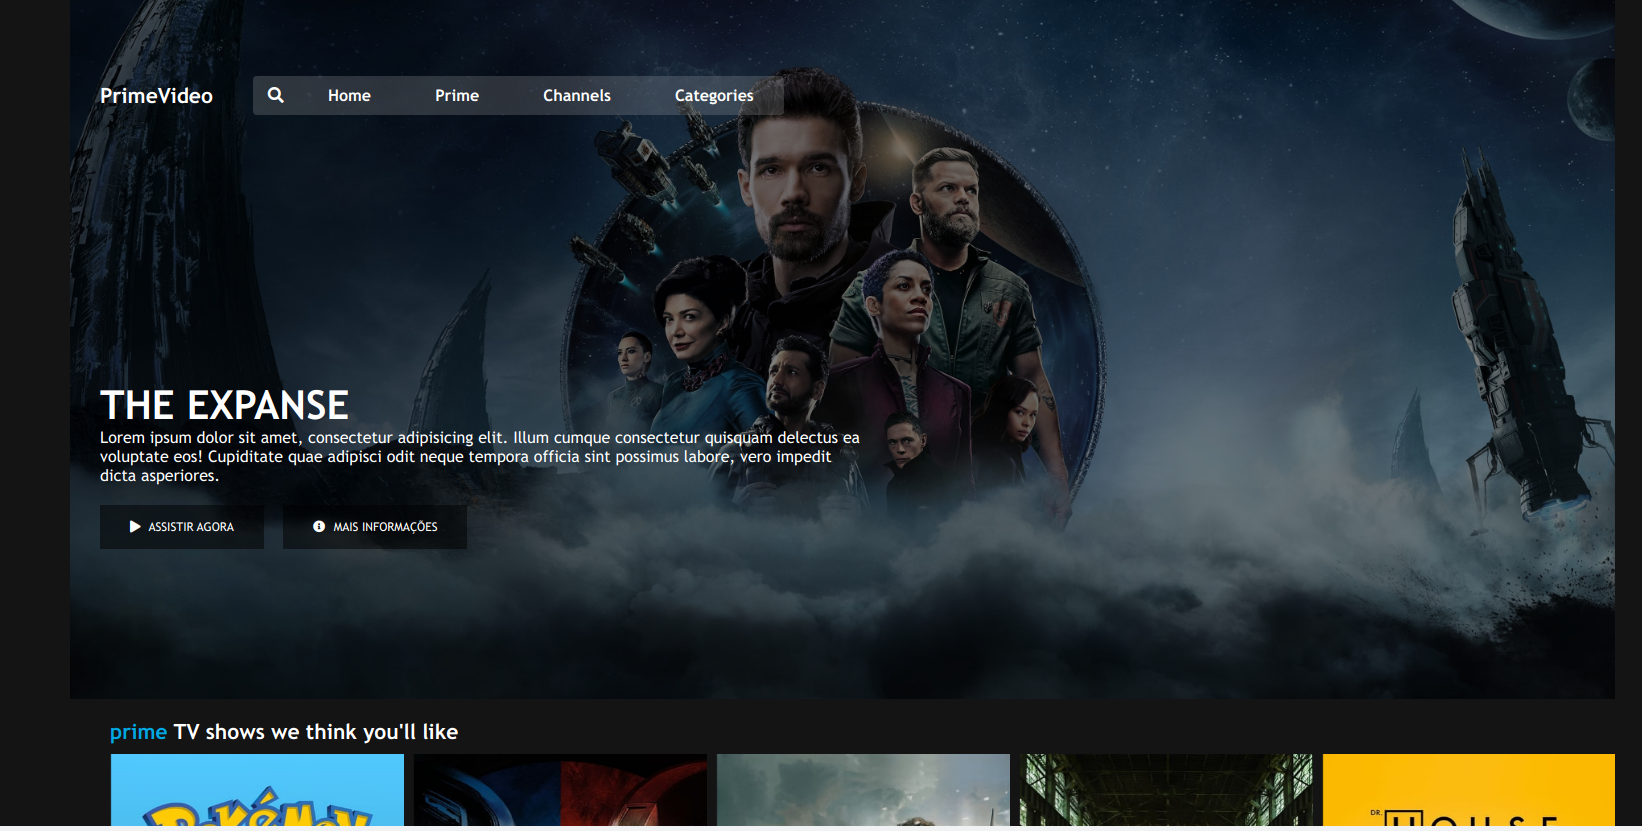 PrimeVideo
Home
Prime
Channels
Categories
THE EXPANSE
Lorem ipsum dolor sit amet, consectetur adipisicing elit. Illum cumque consectetur quisquam delectus ea
voluptate eos! Cupiditate quae adipisci odit neque tempora officia sint possimus labore, vero impedit
dicta asperiores.
ASSISTIR AGORA
MAIS INFORMAÇÕES
prime TV shows we think you'll like
Pokémon
DR.
HOUSE